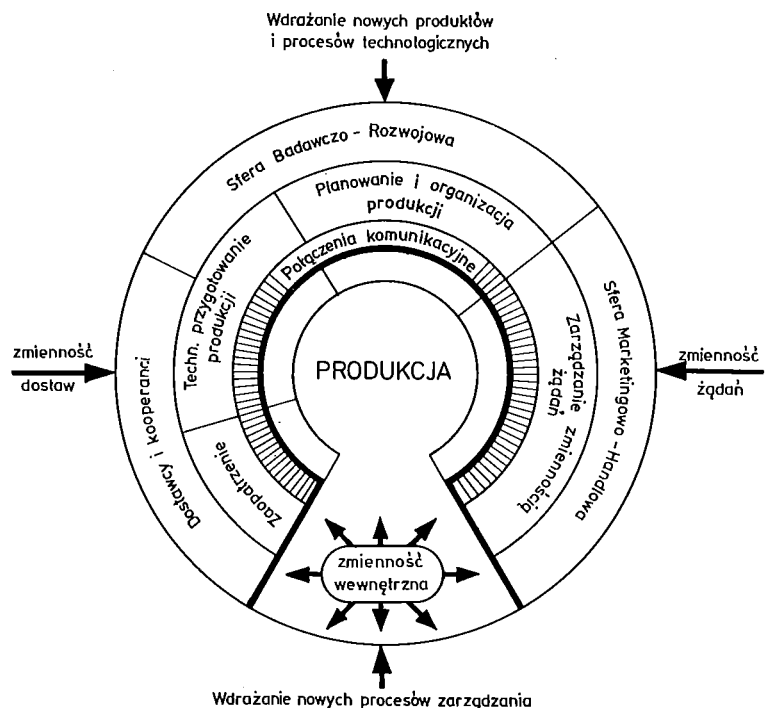 Wdrażanie nowych produktów
i procesów technologicznych
Sfera Badawczo - Rozwojowa
Planowanie i organizacja
produkcji
Połączenia komunikacyjne
Techn. przygotowanie
produkcji
PRODUKCJA
zmienność
dostaw
zmienność
żądań
Sfera Marketingowo-Handlowa
Zarządzanie zmiennością
żądań
Dostawcy i kooperanci
Zaopatrzenie
zmienność
wewnętrzna
Wdrażanie nowych procesów zarządzania